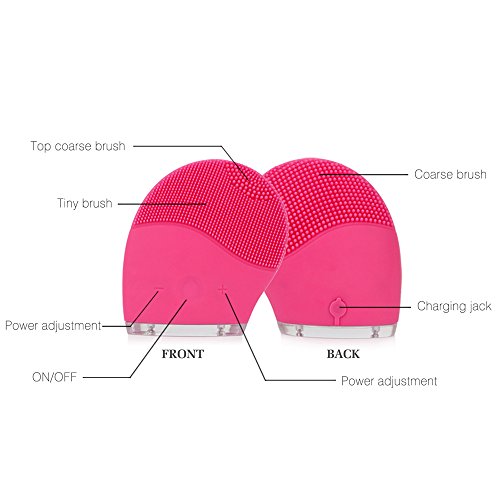 Top coarse brush
Coarse brush
Tiny brush
−
+
Charging jack
Power adjustment
FRONT
BACK
ON/OFF
Power adjustment